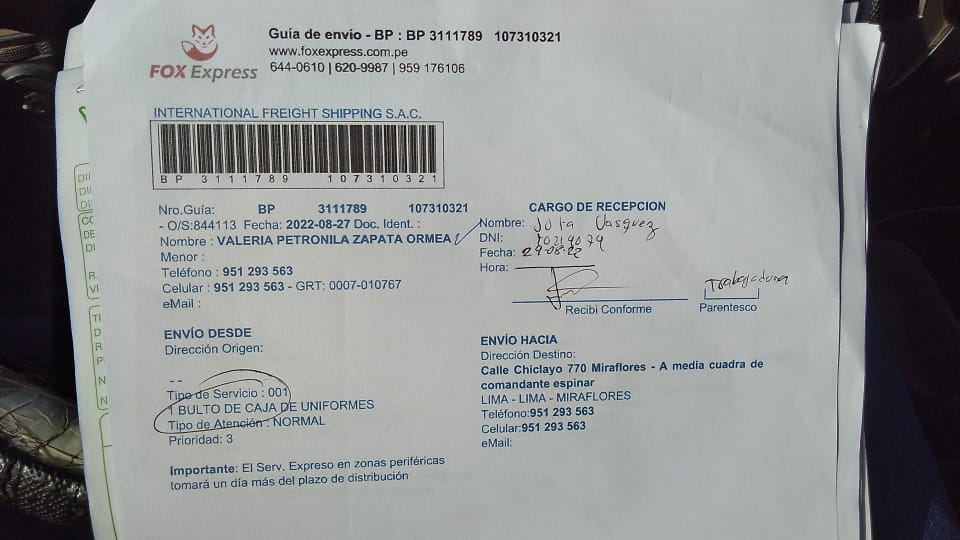 FOX Express
Guía de envío - BP : BP 3111789 107310321
www.foxexpress.com.pe
644-0610 | 620-9987 | 959 176106
INTERNATIONAL FREIGHT SHIPPING S.A.C.
BP 3111789 107310321
Nro.Guía: BP 3111789 107310321
- O/S:844113 Fecha: 2022-08-27 Doc. Ident. :
Nombre : VALERIA PETRONILA ZAPATA ORMEA
Menor :
Teléfono : 951 293 563
Celular : 951 293 563 - GRT: 0007-010767
eMail :
CARGO DE RECEPCION
Nombre: Vasquez
DNI:
Fecha: 29-08-22
Hora:
Recibi Conforme
Trabajadora
Parentesco
ENVÍO DESDE
Dirección Origen:
- -
Tipo de Servicio : 001
1 BULTO DE CAJA DE UNIFORMES
Tipo de Atención : NORMAL
Prioridad: 3
Importante: El Serv. Expreso en zonas periféricas
tomará un día más del plazo de distribución
ENVÍO HACIA
Dirección Destino:
Calle Chiclayo 770 Miraflores - A media cuadra de
comandante espinar
LIMA - LIMA - MIRAFLORES
Teléfono:951 293 563
Celular:951 293 563
eMail: